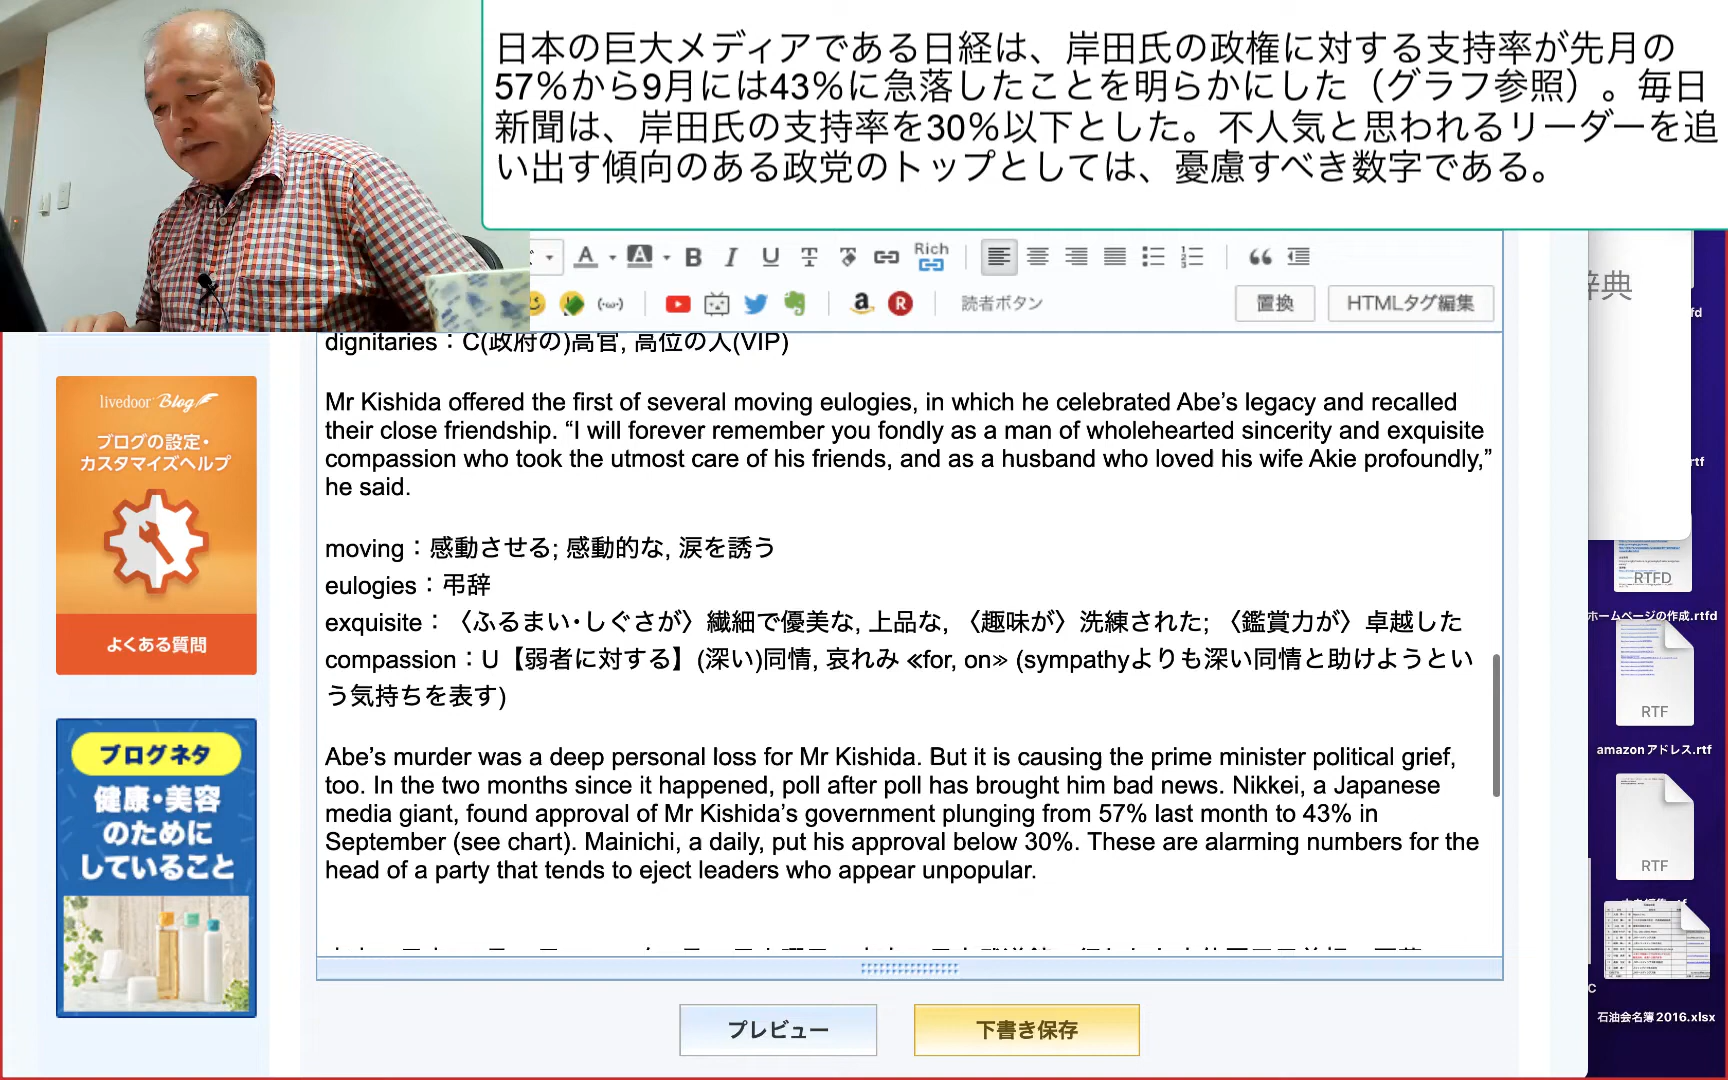 日本の巨大メディアである日経は、岸田氏の政権に対する支持率が先月の
57%から9月には43%に急落したことを明らかにした（グラフ参照）。毎日
新聞は、岸田氏の支持率を30%以下とした。不人気と思われるリーダーを追
い出す傾向のある政党のトップとしては、憂慮すべき数字である。
Rich
読者ボタン
置換
HTMLタグ編集
辞典
dignitaries：C(政府の)高官, 高位の人(VIP)
Mr Kishida offered the first of several moving eulogies, in which he celebrated Abe’s legacy and recalled
their close friendship. “I will forever remember you fondly as a man of wholehearted sincerity and exquisite
compassion who took the utmost care of his friends, and as a husband who loved his wife Akie profoundly,”
he said.
moving：感動させる; 感動的な, 涙を誘う
eulogies：弔辞
exquisite：〈ふるまい・しぐさが〉繊細で優美な, 上品な, 〈趣味が〉洗練された; 〈鑑賞力が〉卓越した
compassion：U【弱者に対する】(深い)同情, 哀れみ ≪for, on≫ (sympathyよりも深い同情と助けようとい
う気持ちを表す)
Abe’s murder was a deep personal loss for Mr Kishida. But it is causing the prime minister political grief,
too. In the two months since it happened, poll after poll has brought him bad news. Nikkei, a Japanese
media giant, found approval of Mr Kishida’s government plunging from 57% last month to 43% in
September (see chart). Mainichi, a daily, put his approval below 30%. These are alarming numbers for the
head of a party that tends to eject leaders who appear unpopular.
プレビュー
下書き保存
livedoor Blog
ブログの設定・
カスタマイズヘルプ
よくある質問
ブログネタ
健康・美容
のために
していること
fd
rtf
RTFD
ホームページの作成.rtfd
RTF
amazonアドレス.rtf
RTF
C
石油会名簿2016.xlsx